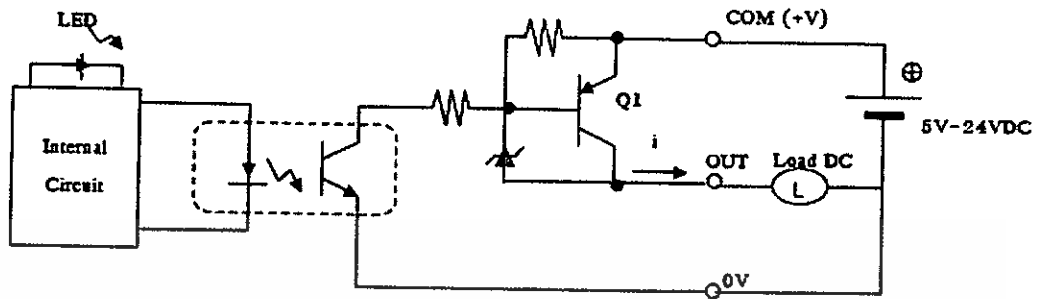 LED
COM (+V)
Q1
⊕
5V-24VDC
Internal
Circuit
i
OUT
Load DC
L
0V